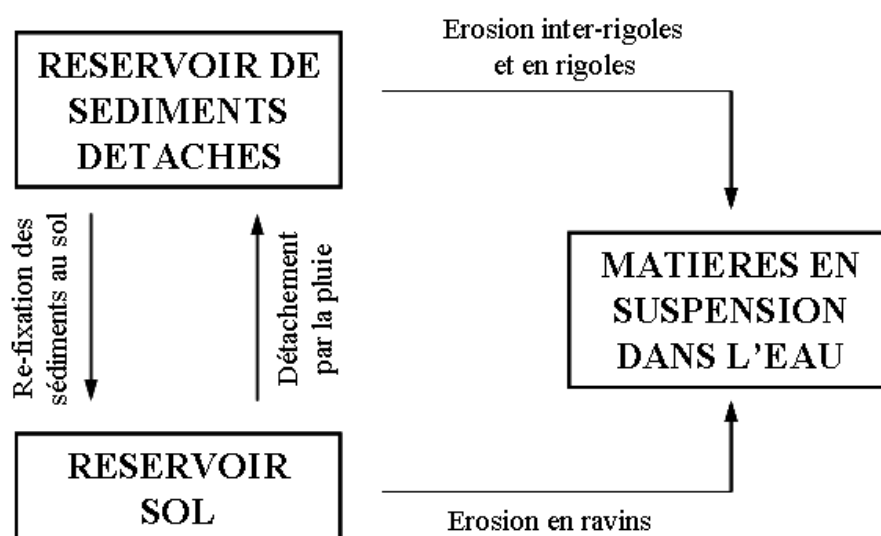 Erosion inter-rigoles
et en rigoles
RESERVOIR DE
SEDIMENTS
DETACHES
Re-fixation des
sédiments au sol
Détachement
par la pluie
MATIERES EN
SUSPENSION
DANS L'EAU
RESERVOIR
SOL
Erosion en ravins